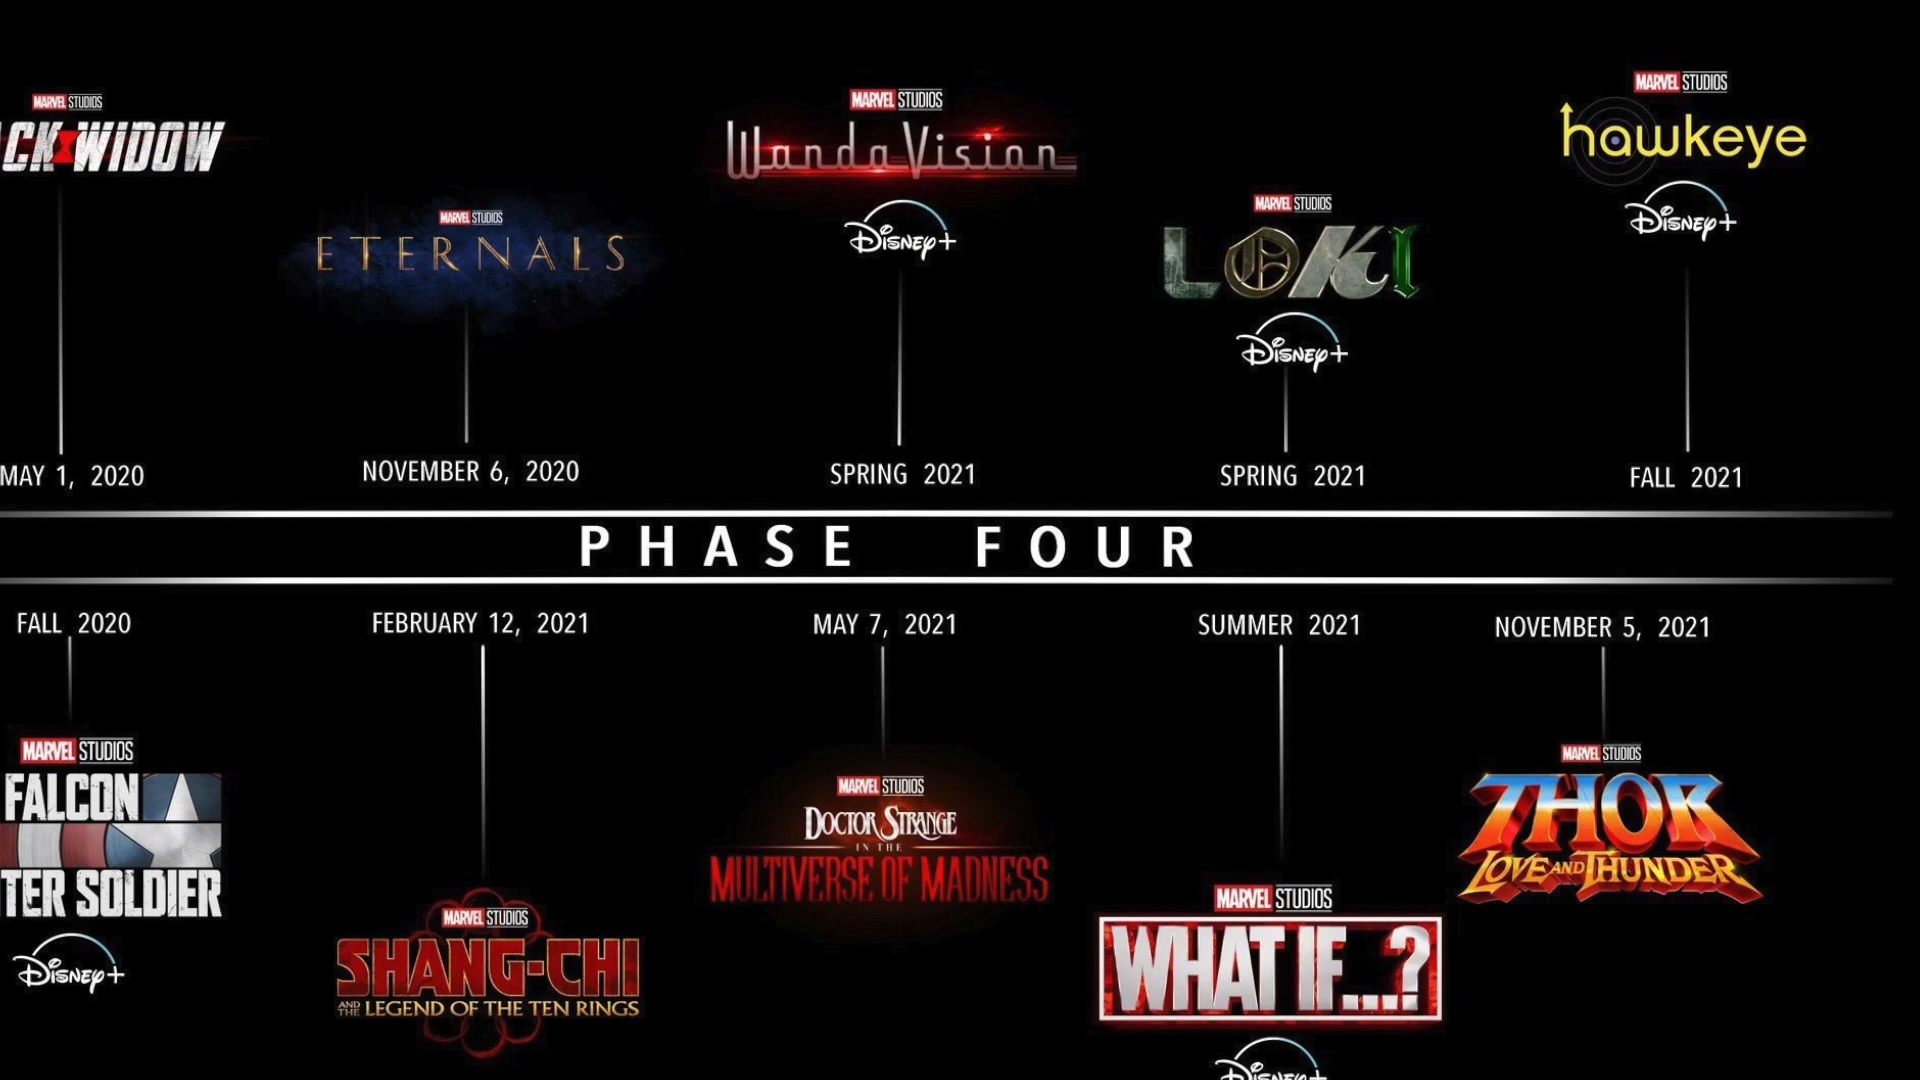 MARVEL STUDIOS
CK WIDOW
MAY 1, 2020
MARVEL STUDIOS
ETERNALS
NOVEMBER 6, 2020
MARVEL STUDIOS
WandaVision
Disney+
SPRING 2021
MARVEL STUDIOS
LOKI
Disney+
SPRING 2021
MARVEL STUDIOS
hawkeye
Disney+
FALL 2021
PHASE FOUR
FALL 2020
MARVEL STUDIOS
FALCON
TER SOLDIER
Disney+
FEBRUARY 12, 2021
MARVEL STUDIOS
SHANG-CHI
AND THE LEGEND OF THE TEN RINGS
MAY 7, 2021
MARVEL STUDIOS
DOCTOR STRANGE
IN THE
MULTIVERSE OF MADNESS
SUMMER 2021
MARVEL STUDIOS
WHAT IF...?
Disney+
NOVEMBER 5, 2021
MARVEL STUDIOS
THOR
LOVE AND THUNDER